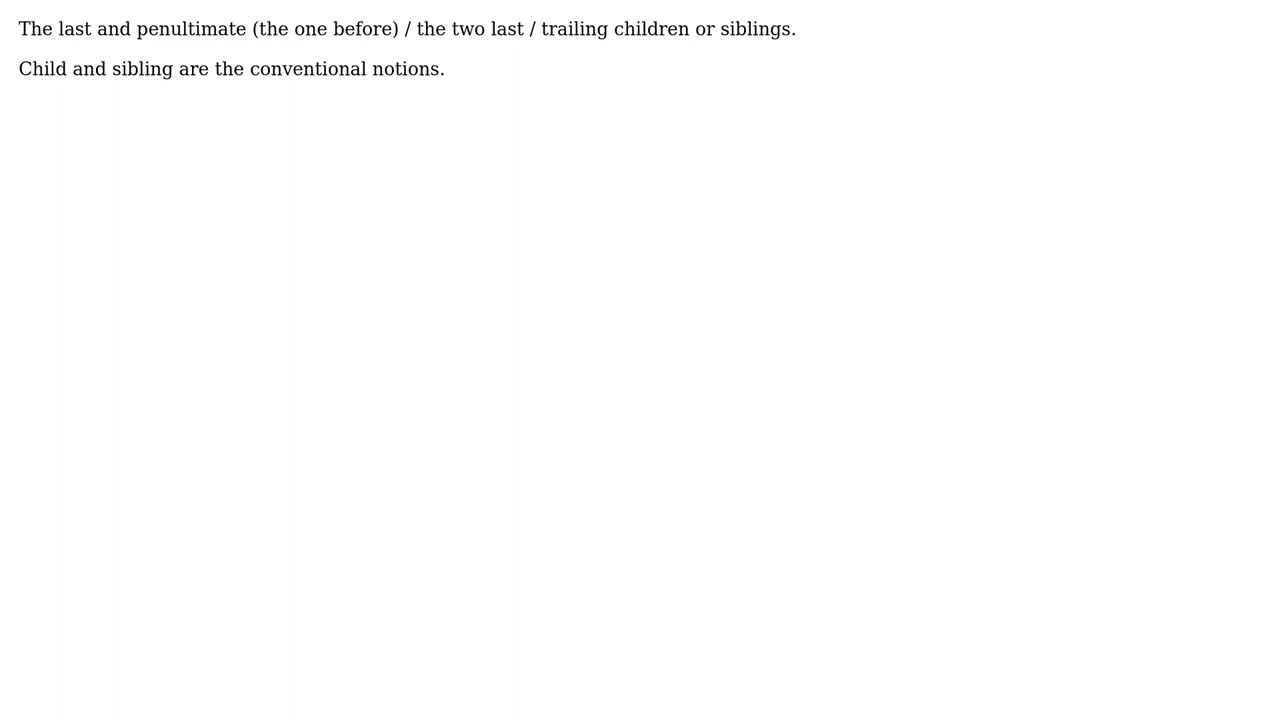 The last and penultimate (the one before) / the two last / trailing children or siblings.
Child and sibling are the conventional notions.